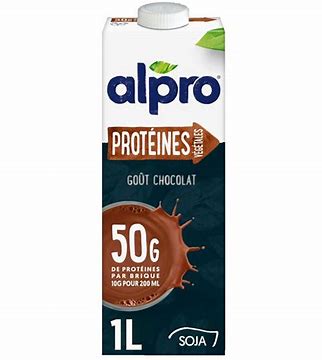 alpro
PROTÉINES
VÉGÉTALES
GOÛT CHOCOLAT
50G
DE PROTÉINES
PAR BRIQUE
10G POUR 200 ML
1L
SOJA